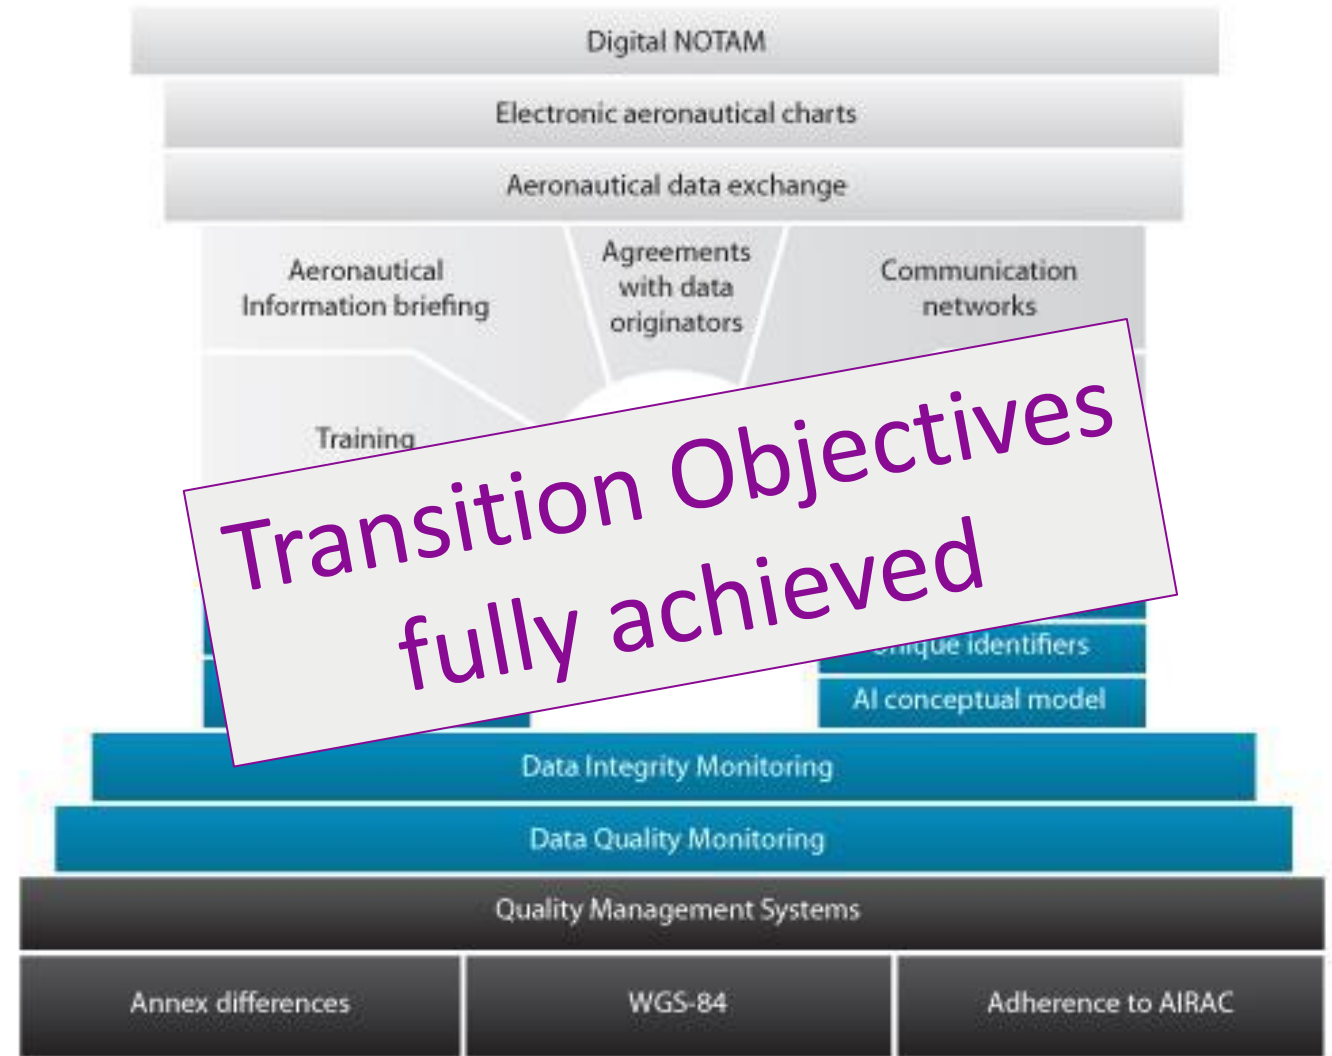 Digital NOTAM
Electronic aeronautical charts
Aeronautical data exchange
Aeronautical
Information briefing
Agreements
with data
originators
Communication
networks
Training
Transition Objectives
fully achieved
Unique identifiers
AI conceptual model
Data Integrity Monitoring
Data Quality Monitoring
Quality Management Systems
Annex differences
WGS-84
Adherence to AIRAC